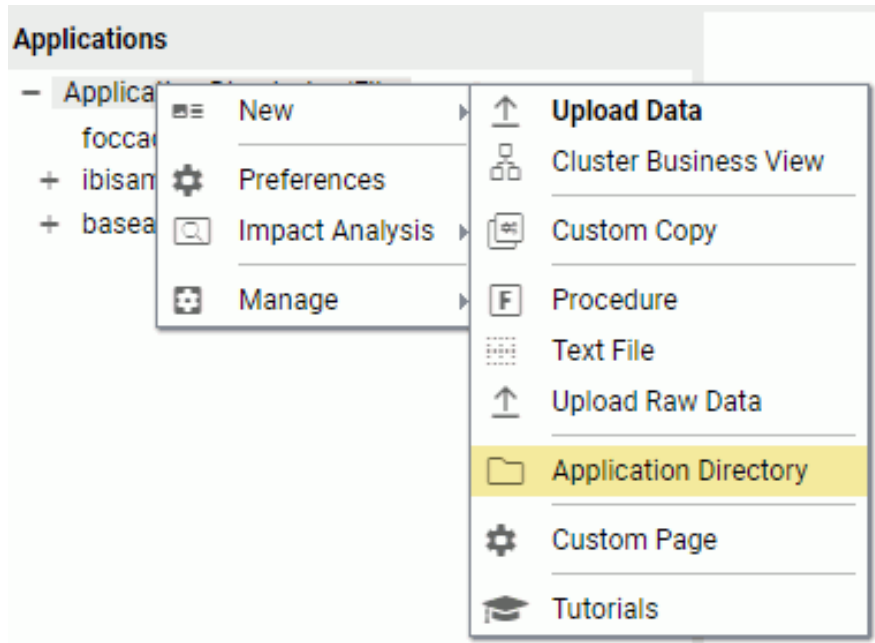 Applications
Applica
focca
ibisam
basea
New
Preferences
Impact Analysis
Manage
Upload Data
Cluster Business View
Custom Copy
F Procedure
Text File
Upload Raw Data
Application Directory
Custom Page
Tutorials